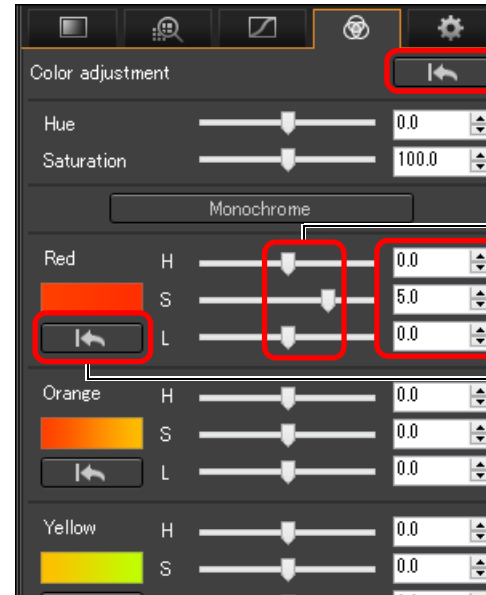 Color adjustment
Hue 0.0
Saturation 100.0
Monochrome
Red H 0.0
S 5.0
L 0.0
Orange H 0.0
S 0.0
L 0.0
Yellow H 0.0
S 0.0